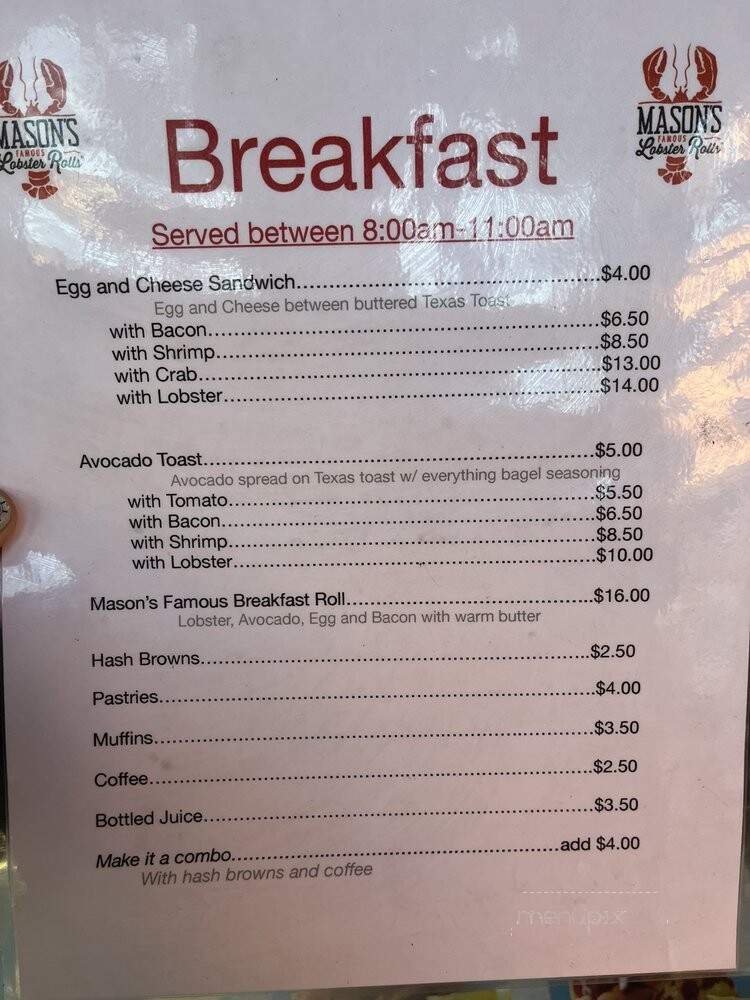 MASON'S
FAMOUS
Lobster Rolls
MASON'S
FAMOUS
Lobster Rolls
Breakfast
Served between 8:00am-11:00am
Egg and Cheese Sandwich..........$4.00
Egg and Cheese between buttered Texas Toast
with Bacon..........$6.50
with Shrimp..........$8.50
with Crab..........$13.00
with Lobster..........$14.00
Avocado Toast..........$5.00
Avocado spread on Texas toast w/ everything bagel seasoning
with Tomato..........$5.50
with Bacon..........$6.50
with Shrimp..........$8.50
with Lobster..........$10.00
Mason's Famous Breakfast Roll..........$16.00
Lobster, Avocado, Egg and Bacon with warm butter
Hash Browns..........$2.50
Pastries..........$4.00
Muffins..........$3.50
Coffee..........$2.50
Bottled Juice..........$3.50
Make it a combo..........add $4.00
With hash browns and coffee
menupix